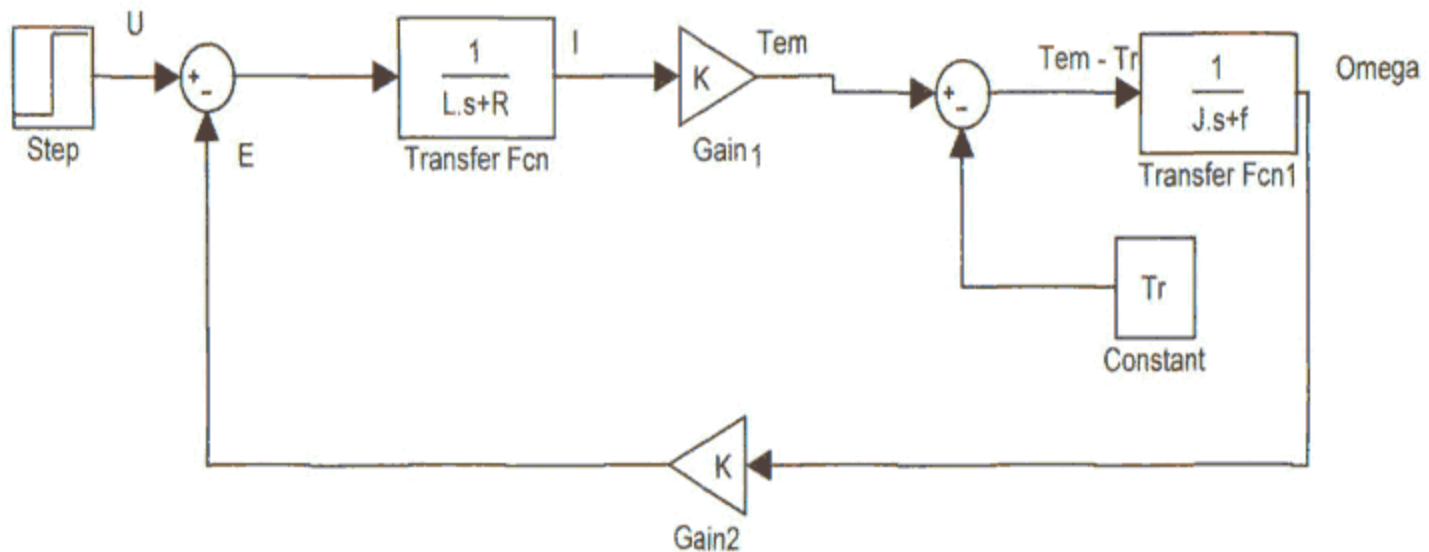 U
Step
+
-
E
1
L.s+R
Transfer Fcn
I
K
Gain 1
Tem
+
-
Tem - Tr
1
J.s+f
Transfer Fcn1
Omega
Tr
Constant
K
Gain2